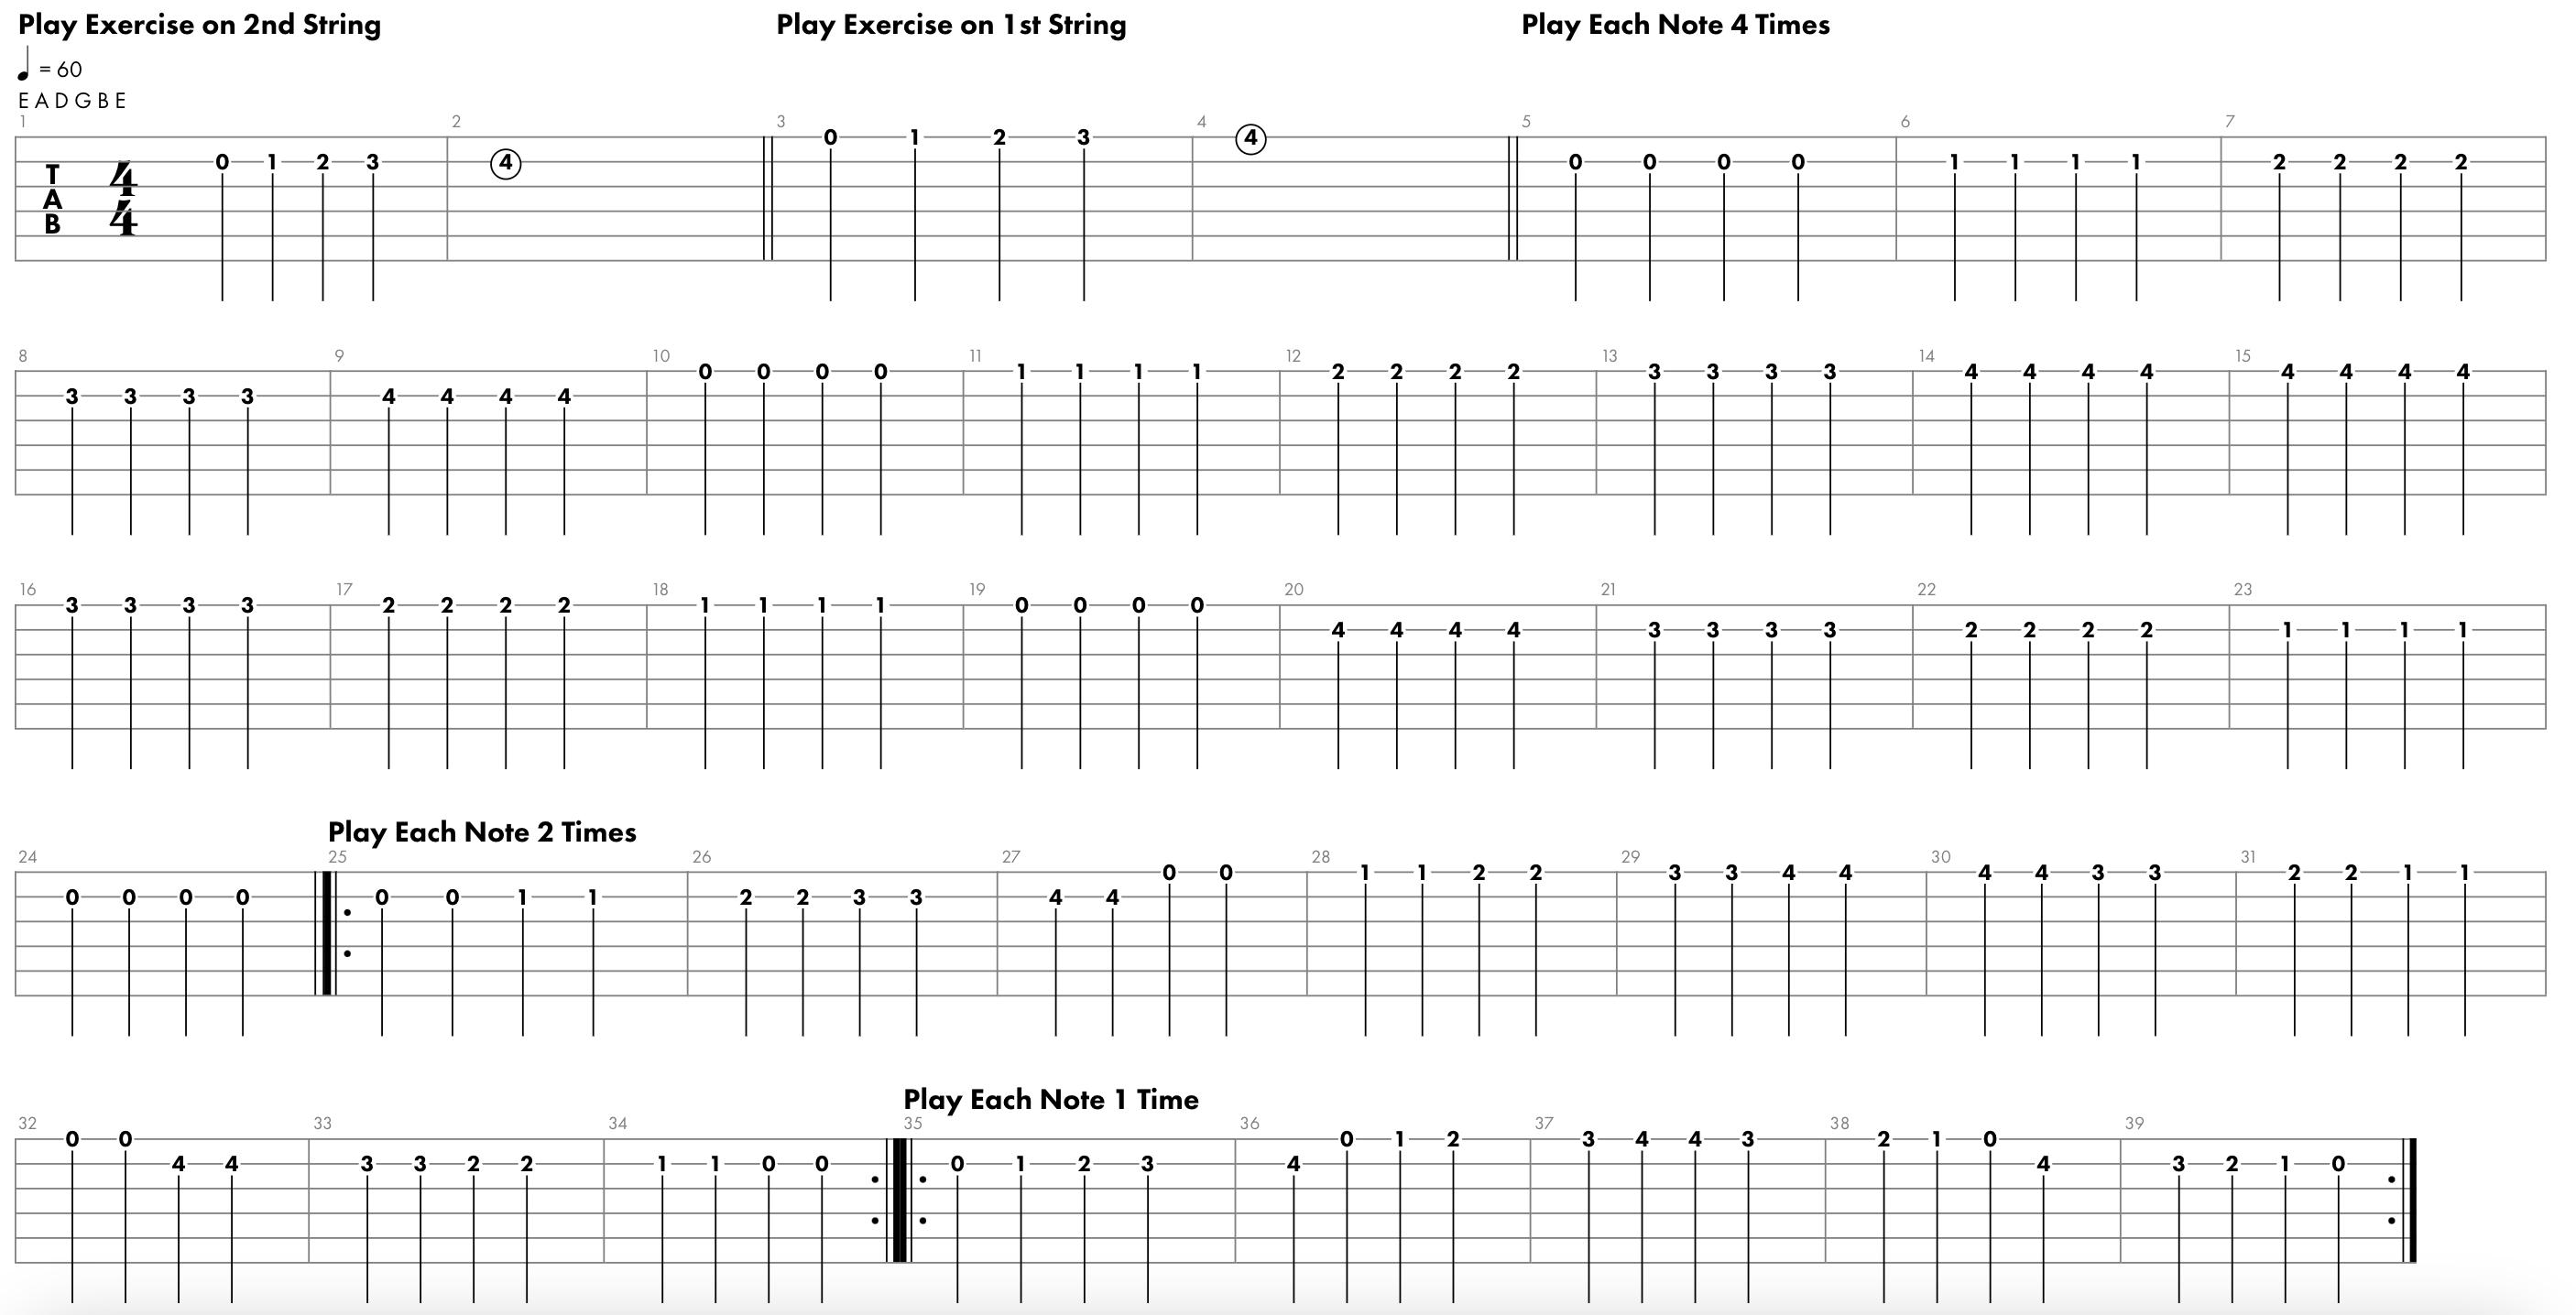 Play Exercise on 2nd String Play Exercise on 1st String Play Each Note 4 Times
= 60
E A D G B E
1 2 3 4 5 6 7
T A B 4 4
0 1 2 3 4 0 1 2 3 4 0 0 0 0 1 1 1 1 2 2 2 2
8 9 10 11 12 13 14 15
3 3 3 3 4 4 4 4 0 0 0 0 1 1 1 1 2 2 2 2 3 3 3 3 4 4 4 4 4 4 4 4
16 17 18 19 20 21 22 23
3 3 3 3 2 2 2 2 1 1 1 1 0 0 0 0 4 4 4 4 3 3 3 3 2 2 2 2 1 1 1 1
Play Each Note 2 Times
24 25 26 27 28 29 30 31
0 0 0 0 0 0 1 1 2 2 3 3 4 4 0 0 1 1 2 2 3 3 4 4 4 4 3 3 2 2 1 1
Play Each Note 1 Time
32 33 34 35 36 37 38 39
0 0 4 4 3 3 2 2 1 1 0 0 0 1 2 3 4 0 1 2 3 4 4 3 2 1 0 4 3 2 1 0